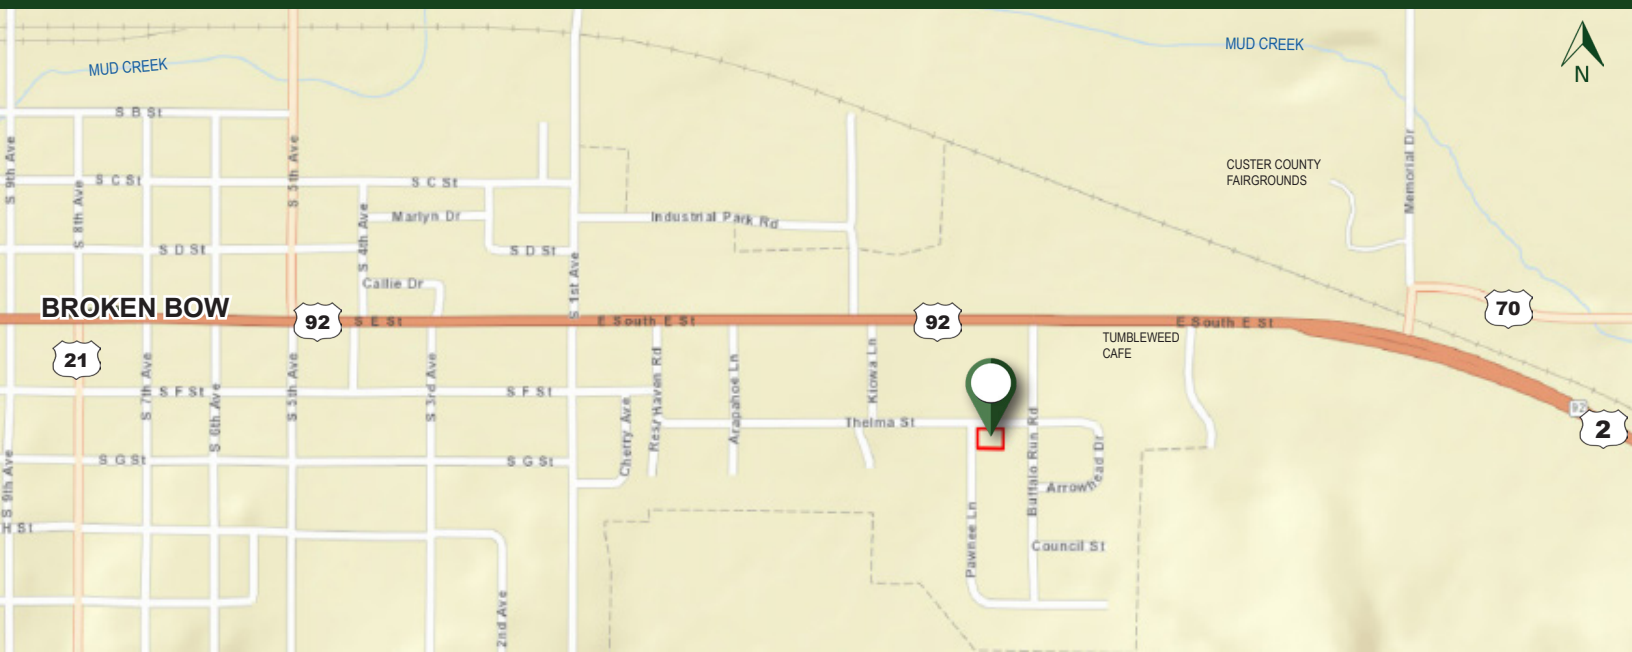 MUD CREEK
MUD CREEK
N
S B St
S 9th Ave
S 5th Ave
Memorial Dr
CUSTER COUNTY
FAIRGROUNDS
S C St
S C St
S 8th Ave
S 4th Ave
Marlyn Dr
Industrial Park Rd
S D St
S D St
S 1st Ave
Callie Dr
BROKEN BOW
92
S E St
E South E St
92
E South E St
70
TUMBLEWEED
CAFE
21
S 7th Ave
S 6th Ave
S 5th Ave
S 3rd Ave
S F St
S F St
Cherry Ave
Res Haven Rd
Arapahoe Ln
Kiowa Ln
Thelma St
Buffalo Run Rd
Arrowhead Dr
92
2
S G St
S G St
S 9th Ave
H St
Pawnee Ln
Council St
2nd Ave